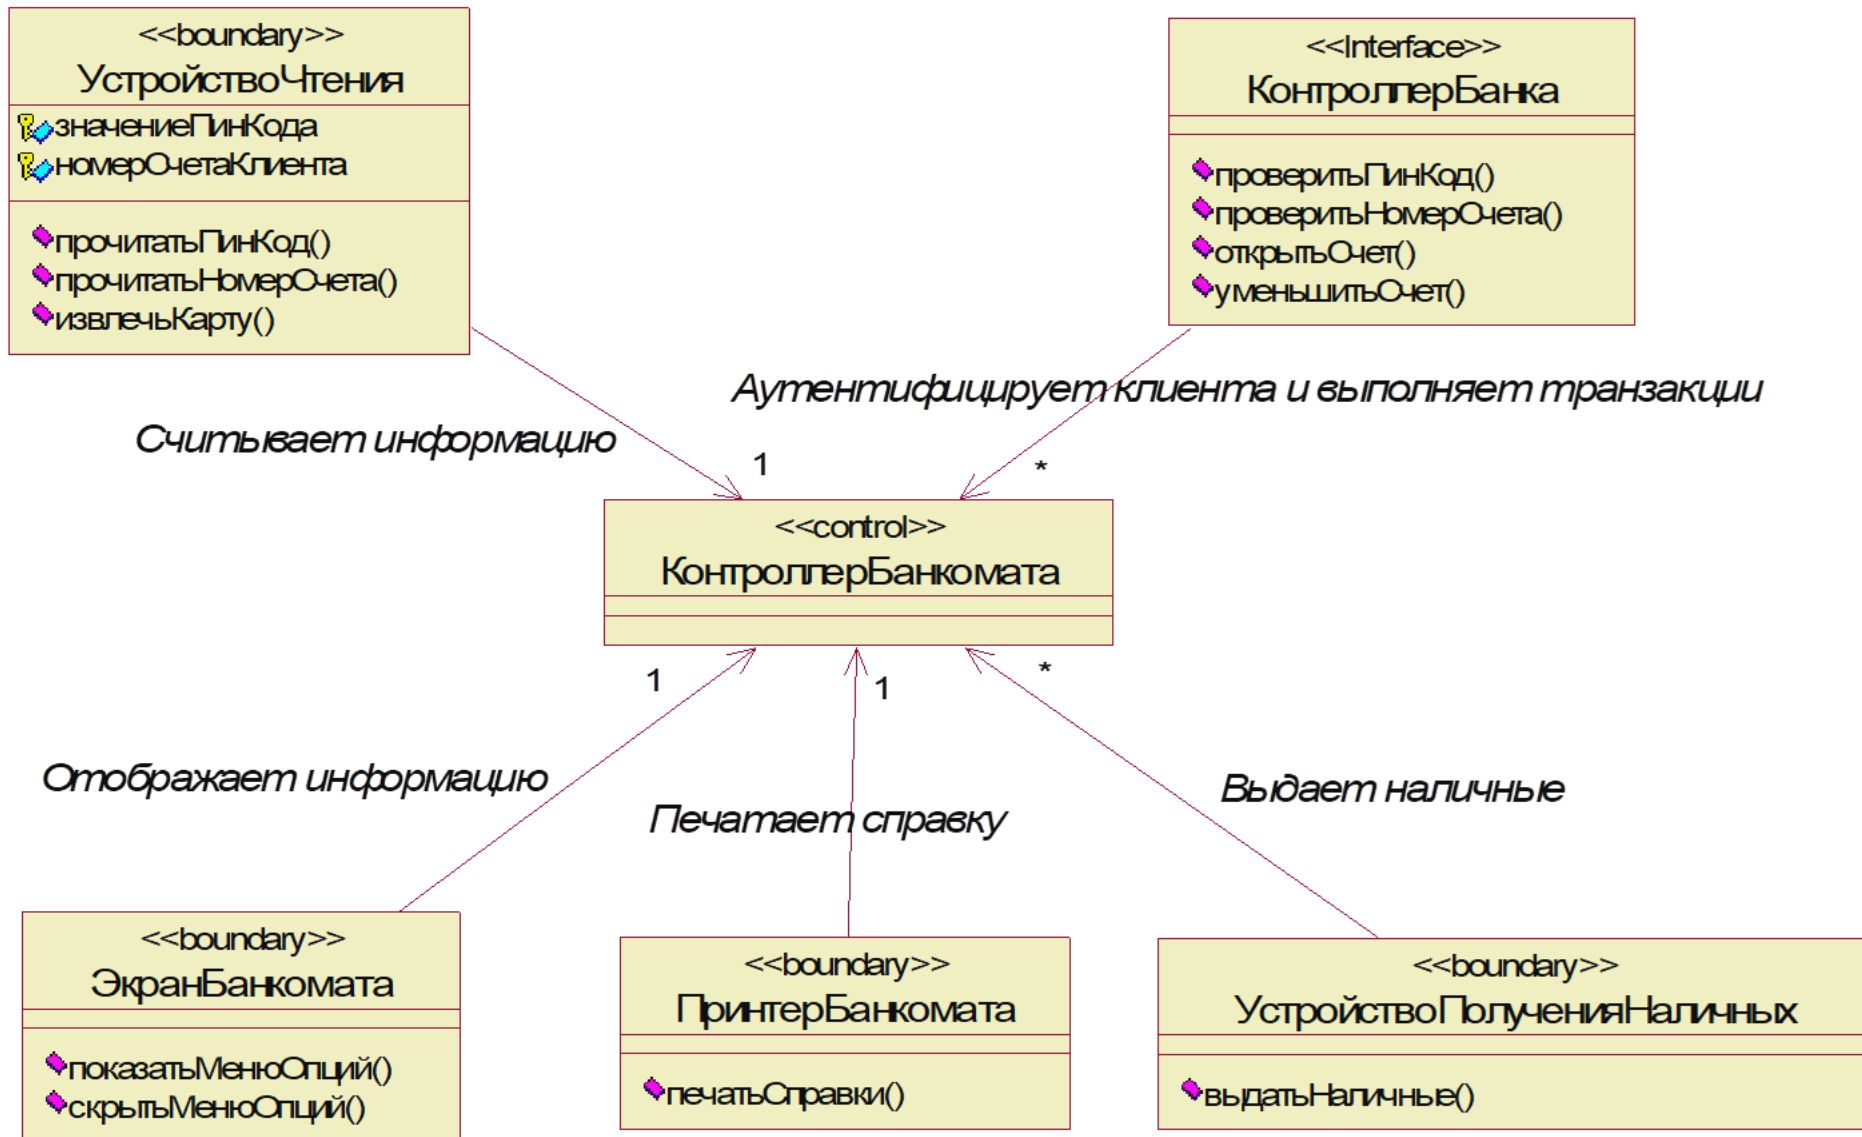 <<boundary>>
УстройствоЧтения
значениеПинКода
номерСчетаКлиента
прочитатьПинКод()
прочитатьНомерСчета()
извлечьКарту()
<<Interface>>
КонтроллерБанка
проверитьПинКод()
проверитьНомерСчета()
открытьСчет()
уменьшитьСчет()
Аутентифицирует клиента и выполняет транзакции
Считывает информацию
1
*
<<control>>
КонтроллерБанкомата
1
1
*
Отображает информацию
Печатает справку
Выдает наличные
<<boundary>>
ЭкранБанкомата
показатьМенюОпций()
скрытьМенюОпций()
<<boundary>>
ПринтерБанкомата
печатьСправки()
<<boundary>>
УстройствоПолученияНаличных
выдатьНаличные()